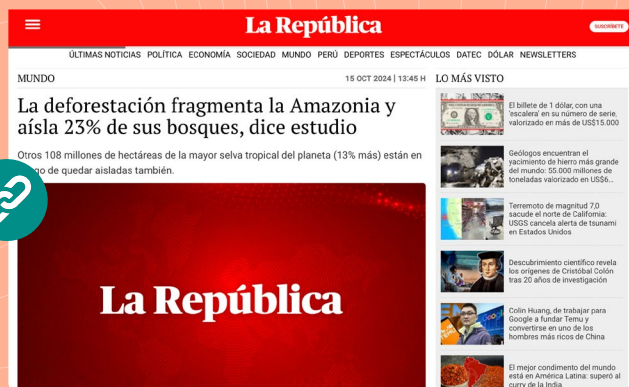 La República
SUSCRÍBETE
ÚLTIMAS NOTICIAS POLÍTICA ECONOMÍA SOCIEDAD MUNDO PERÚ DEPORTES ESPECTÁCULOS DATEC DÓLAR NEWSLETTERS
MUNDO
15 OCT 2024 | 13:45 H
La deforestación fragmenta la Amazonia y
aísla 23% de sus bosques, dice estudio
Otros 108 millones de hectáreas de la mayor selva tropical del planeta (13% más) están en
go de quedar aisladas también.
La República
LO MÁS VISTO
El billete de 1 dólar, con una
'escalera' en su número de serie,
valorizado en más de US$15.000
Geólogos encuentran el
yacimiento de hierro más grande
del mundo: 55.000 millones de
toneladas valorizado en US$6...
Terremoto de magnitud 7,0
sacude el norte de California:
USGS cancela alerta de tsunami
en Estados Unidos
Descubrimiento científico revela
los orígenes de Cristóbal Colón
tras 20 años de investigación
Colin Huang, de trabajar para
Google a fundar Temu y
convertirse en uno de los
hombres más ricos de China
El mejor condimento del mundo
está en América Latina: superó al
curry de la India